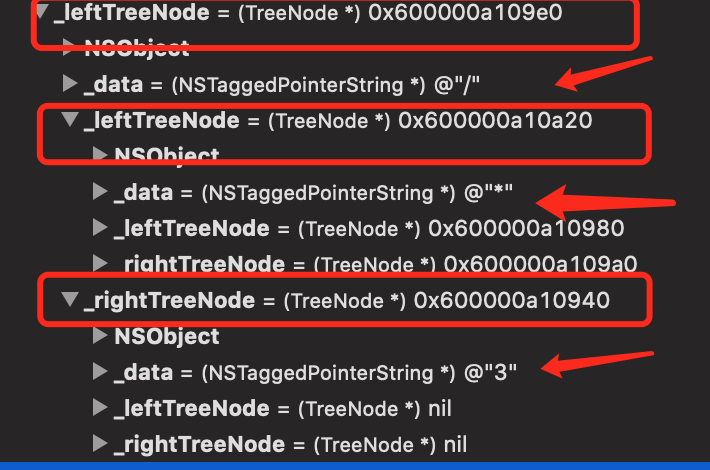 _leftTreeNode = (TreeNode *) 0x600000a109e0
NSObject
_data = (NSTaggedPointerString *) @"/"
_leftTreeNode = (TreeNode *) 0x600000a10a20
NSObject
_data = (NSTaggedPointerString *) @"*"
_leftTreeNode = (TreeNode *) 0x600000a10980
_rightTreeNode = (TreeNode *) 0x600000a109a0
_rightTreeNode = (TreeNode *) 0x600000a10940
NSObject
_data = (NSTaggedPointerString *) @"3"
_leftTreeNode = (TreeNode *) nil
_rightTreeNode = (TreeNode *) nil